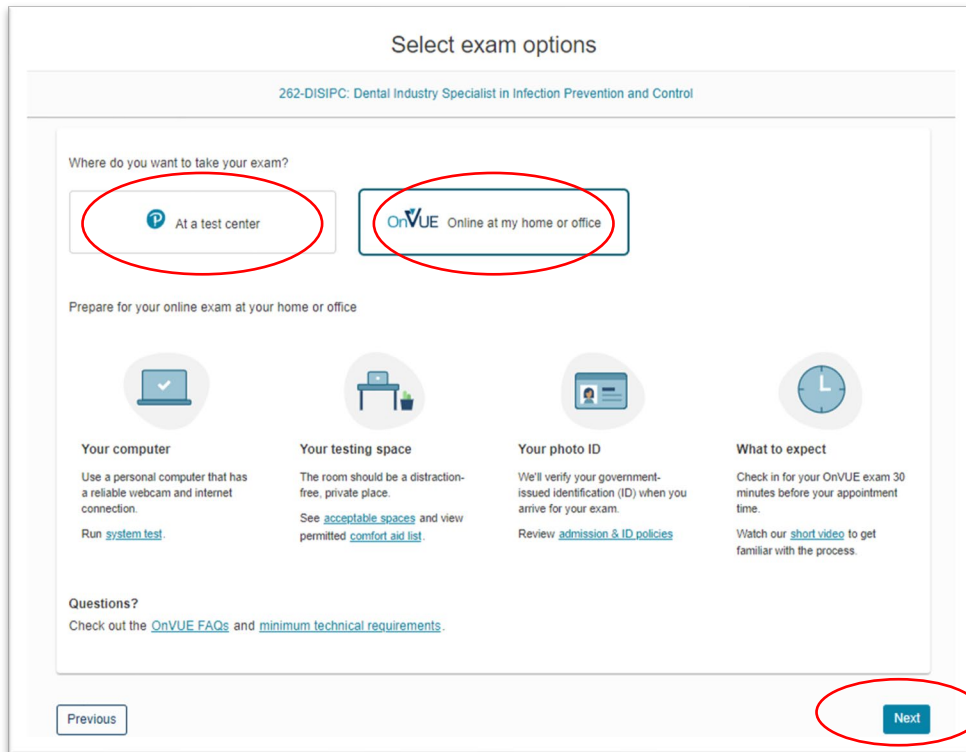 Select exam options
262-DISIPC: Dental Industry Specialist in Infection Prevention and Control
Where do you want to take your exam?
At a test center
OnVUE Online at my home or office
Prepare for your online exam at your home or office
Your computer
Use a personal computer that has
a reliable webcam and internet
connection.
Run system test.
Your testing space
The room should be a distraction-
free, private place.
See acceptable spaces and view
permitted comfort aid list.
Your photo ID
We'll verify your government-
issued identification (ID) when you
arrive for your exam.
Review admission & ID policies
What to expect
Check in for your OnVUE exam 30
minutes before your appointment
time.
Watch our short video to get
familiar with the process.
Questions?
Check out the OnVUE FAQs and minimum technical requirements.
Previous
Next